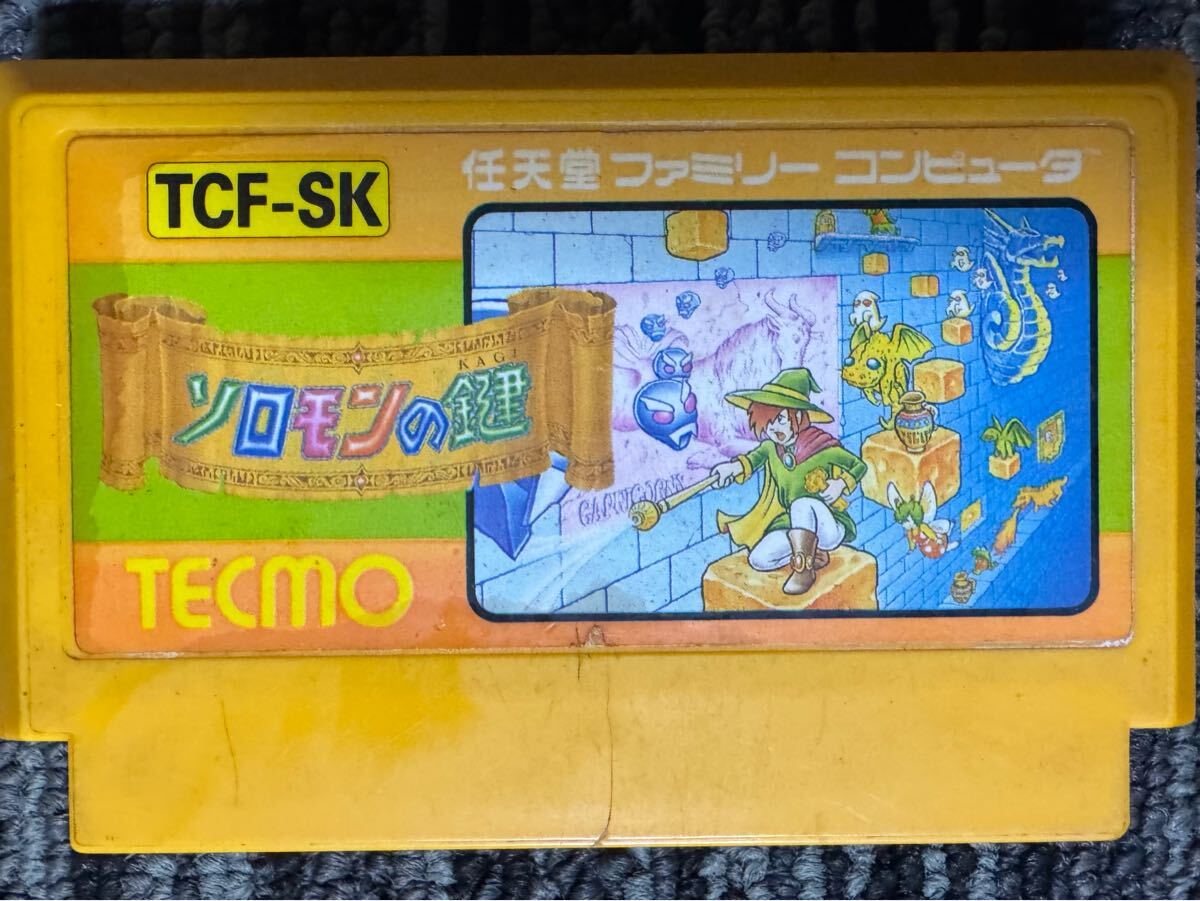 TCF-SK
任天堂 ファミリー コンピュータ
KAGI
ソロモンの鍵
TECMO
CAPRICORN